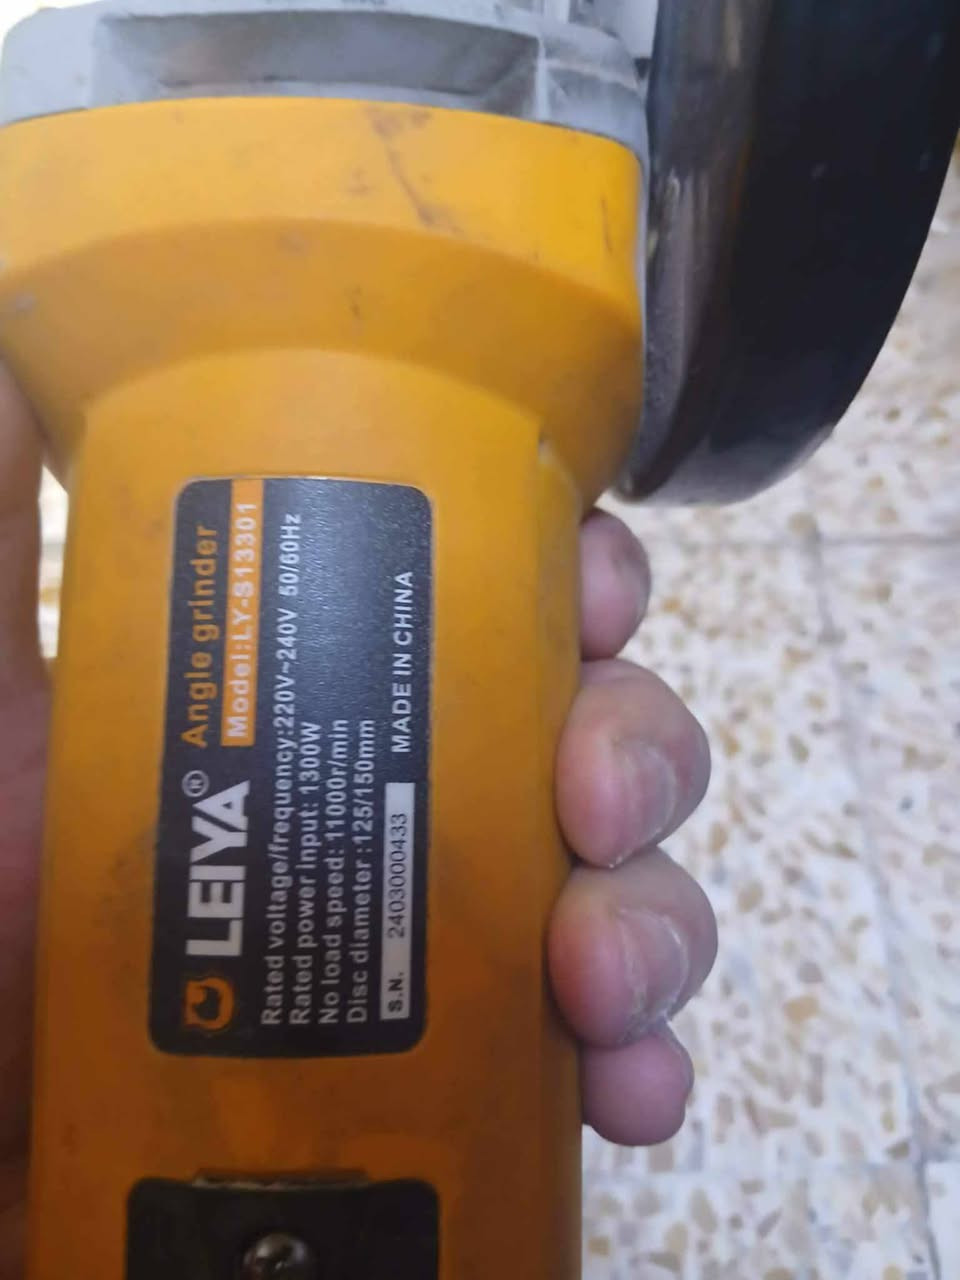 LEIYA® Angle grinder
Model:LY-S13301
Rated voltage/frequency:220V~240V 50/60Hz
Rated power input: 1300W
No load speed: 11000r/min
Disc diameter :125/150mm
S.N. 2403000433 MADE IN CHINA